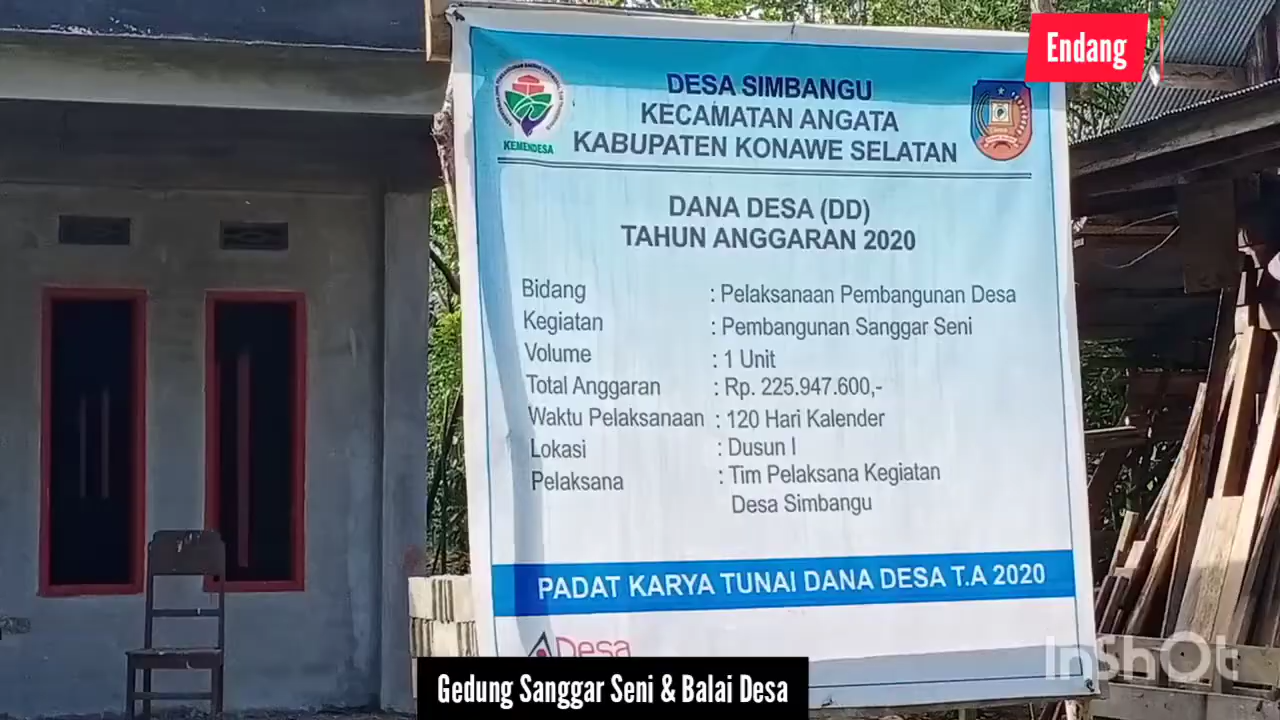 Endang
DESA SIMBANGU
KECAMATAN ANGATA
KABUPATEN KONAWE SELATAN
KEMENDESA
DANA DESA (DD)
TAHUN ANGGARAN 2020
Bidang : Pelaksanaan Pembangunan Desa
Kegiatan : Pembangunan Sanggar Seni
Volume : 1 Unit
Total Anggaran : Rp. 225.947.600,-
Waktu Pelaksanaan : 120 Hari Kalender
Lokasi : Dusun I
Pelaksana : Tim Pelaksana Kegiatan
Desa Simbangu
PADAT KARYA TUNAI DANA DESA T.A 2020
Desa
InShOt
Gedung Sanggar Seni & Balai Desa